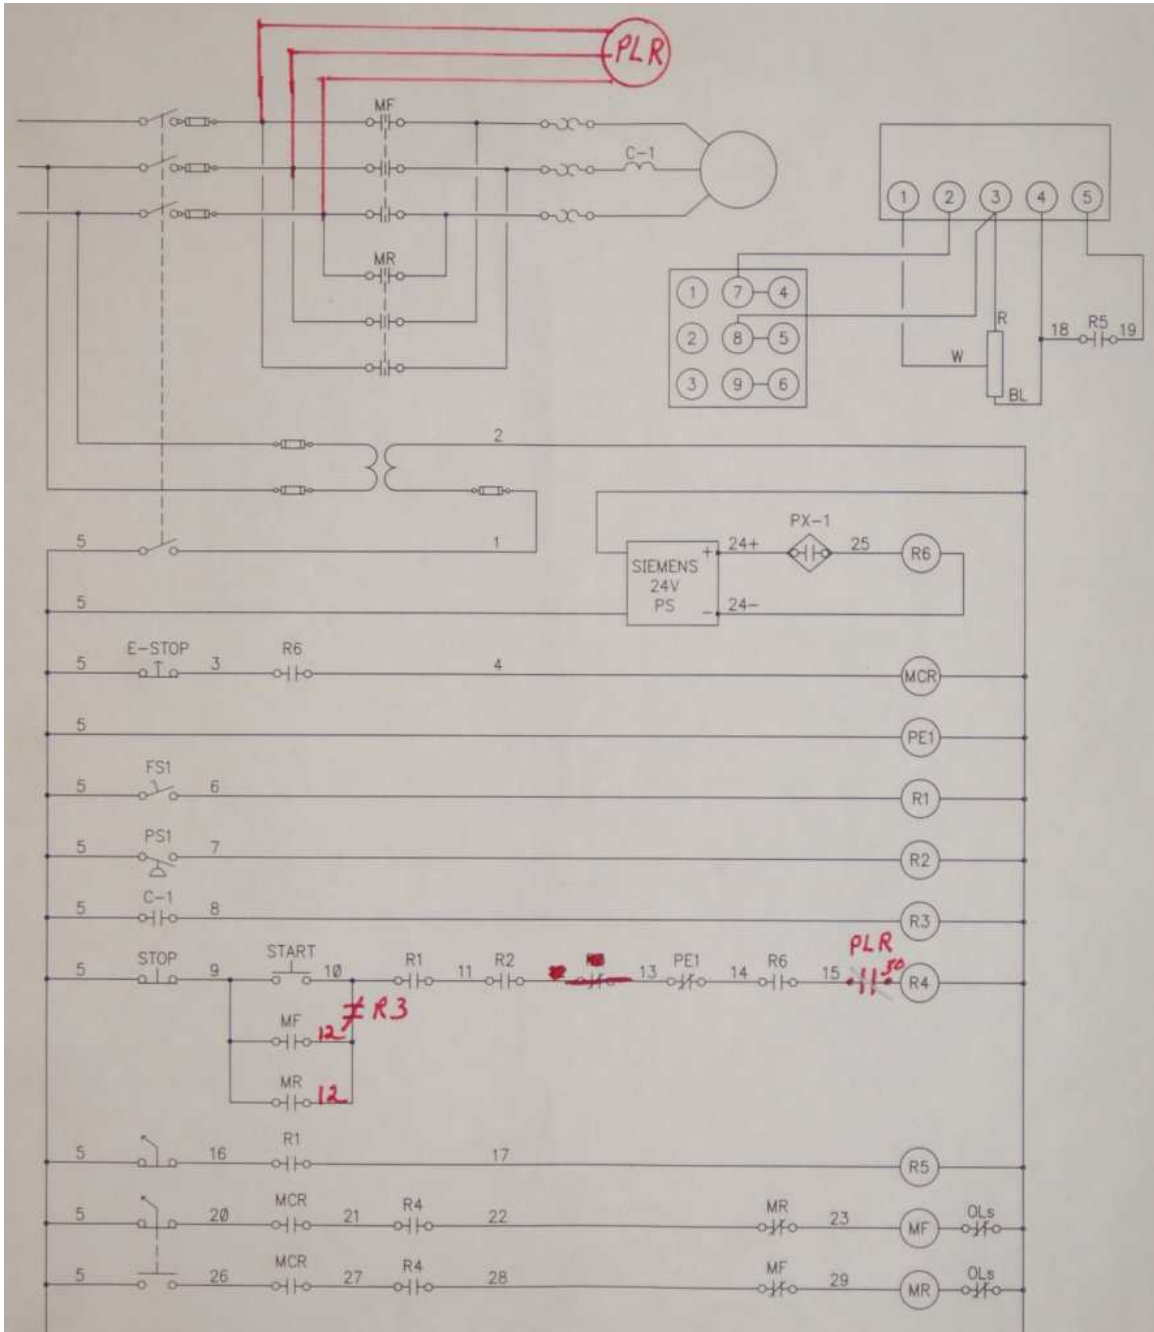 PLR
MF
C-1
1 2 3 4 5
MR
1 7 4
R
18 R5 19
2 8 5
W
3 9 6
BL
2
PX-1
5 1
24+ 25 R6
SIEMENS
24V
PS
+
-
5
24-
E-STOP R6
5 3 4 MCR
5 PE1
FS1
5 6 R1
PS1
5 7 R2
C-1
5 8 R3
PLR
STOP START R1 R2 PE1 R6
5 9 10 11 13 14 15 50 R4
R3
MF 12
MR 12
R1
5 16 17 R5
MCR R4 MR OLs
5 20 21 22 23 MF
MCR R4 MF OLs
5 26 27 28 29 MR